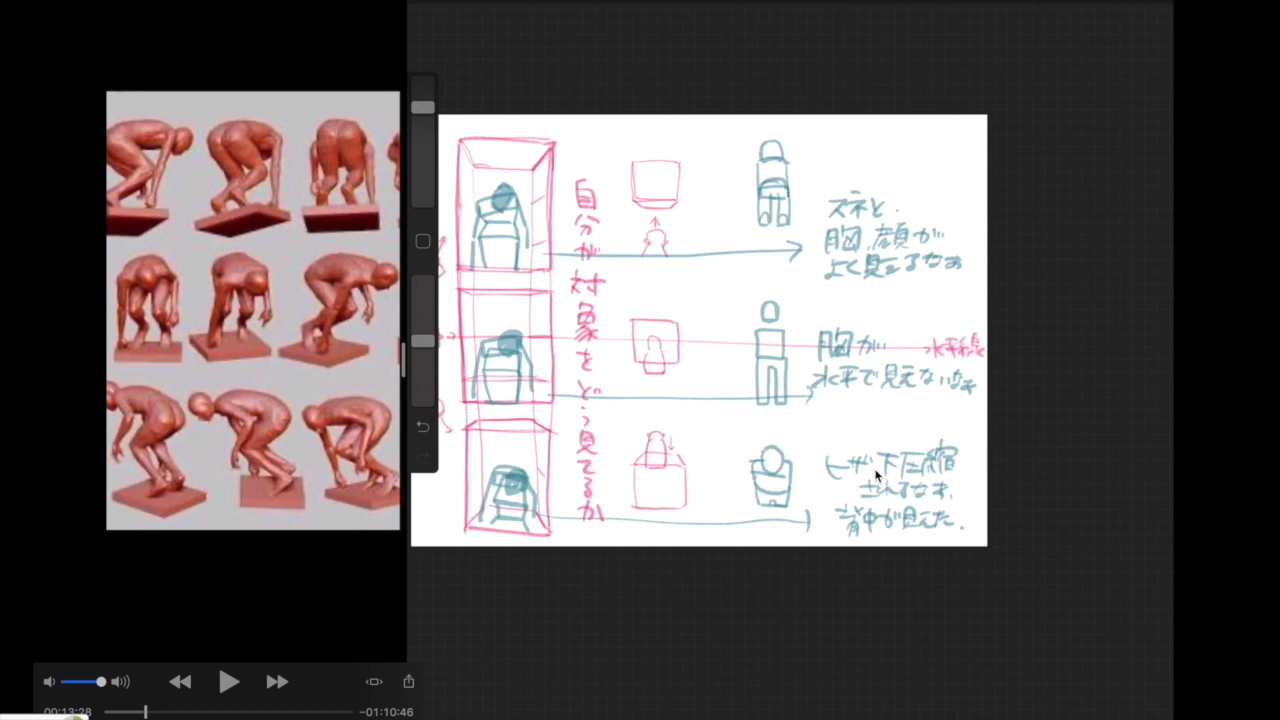 自分が対象をどう見てるか
スネと、
胸、顔が
よく見えるなぁ
胸が
水平線
水平で見えないなぁ
ヒザ下圧縮
されるなぁ、
背中が見えた.
00:13:28
-01:10:46